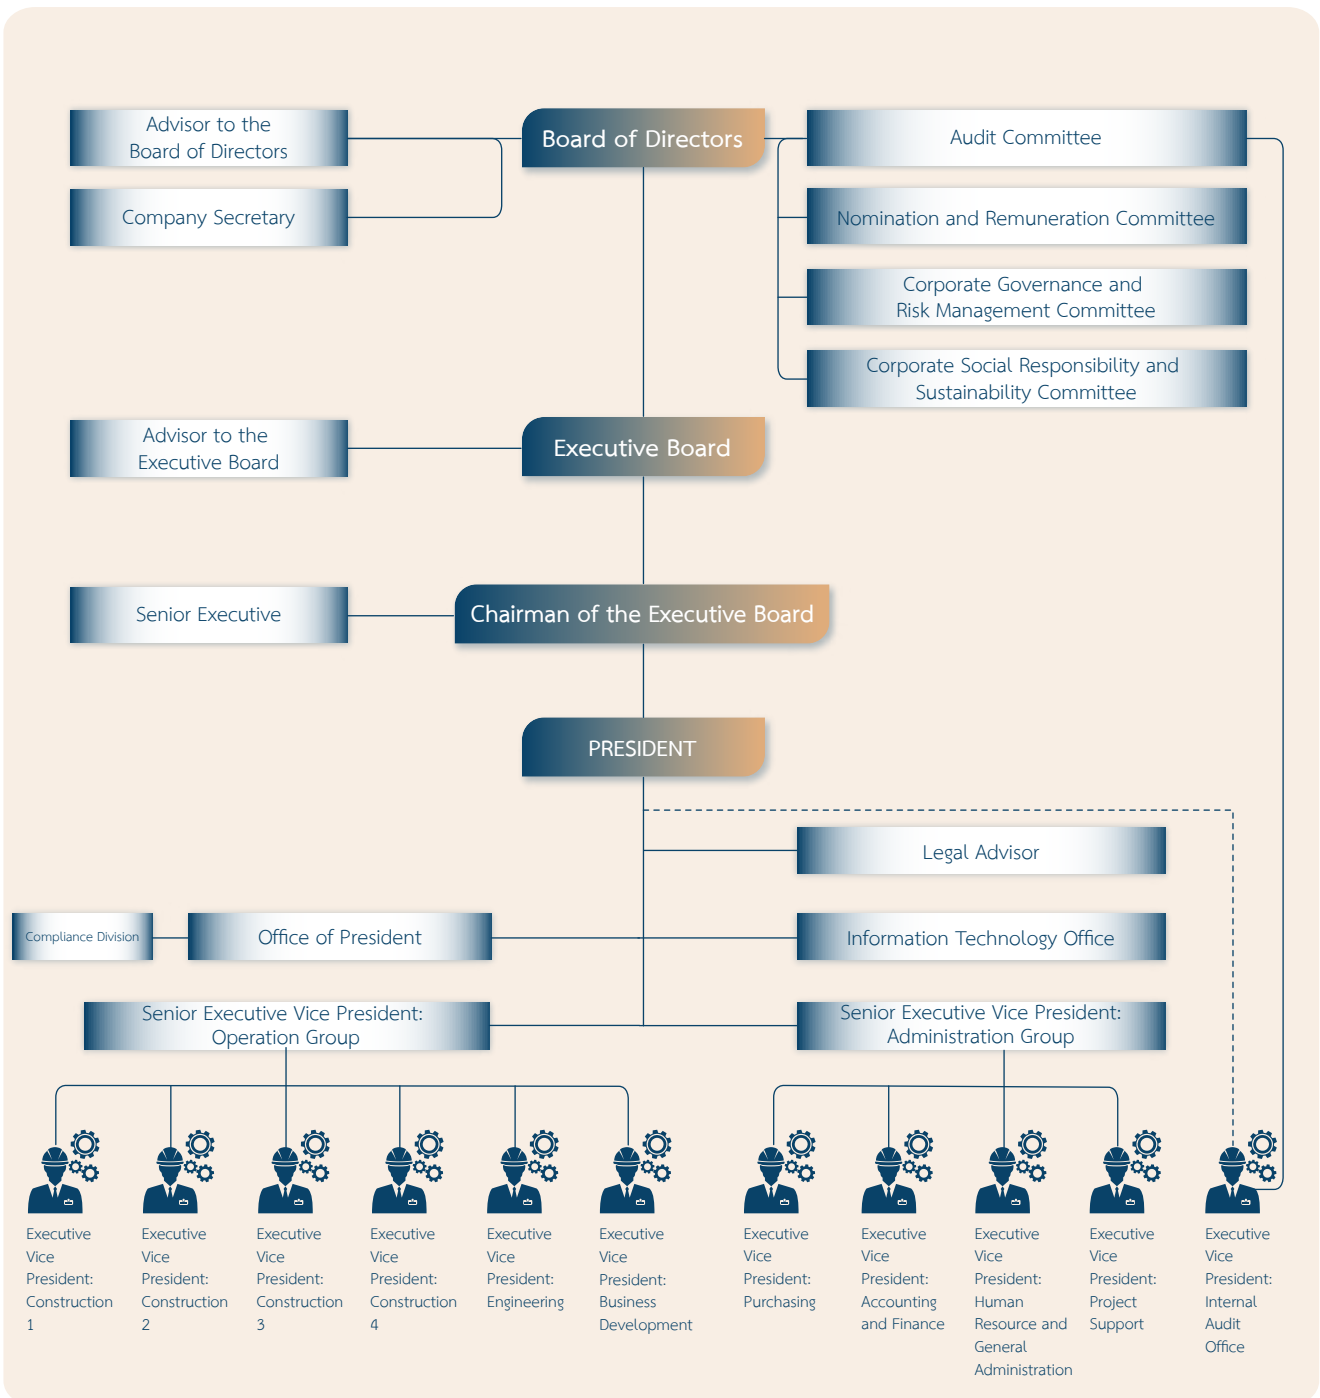 Advisor to the
Board of Directors
Board of Directors
Audit Committee
Company Secretary
Nomination and Remuneration Committee
Corporate Governance and
Risk Management Committee
Corporate Social Responsibility and
Sustainability Committee
Advisor to the
Executive Board
Executive Board
Senior Executive
Chairman of the Executive Board
PRESIDENT
Legal Advisor
Compliance Division
Office of President
Information Technology Office
Senior Executive Vice President:
Operation Group
Senior Executive Vice President:
Administration Group
Executive
Vice
President:
Construction
1
Executive
Vice
President:
Construction
2
Executive
Vice
President:
Construction
3
Executive
Vice
President:
Construction
4
Executive
Vice
President:
Engineering
Executive
Vice
President:
Business
Development
Executive
Vice
President:
Purchasing
Executive
Vice
President:
Accounting
and Finance
Executive
Vice
President:
Human
Resource and
General
Administration
Executive
Vice
President:
Project
Support
Executive
Vice
President:
Internal
Audit
Office